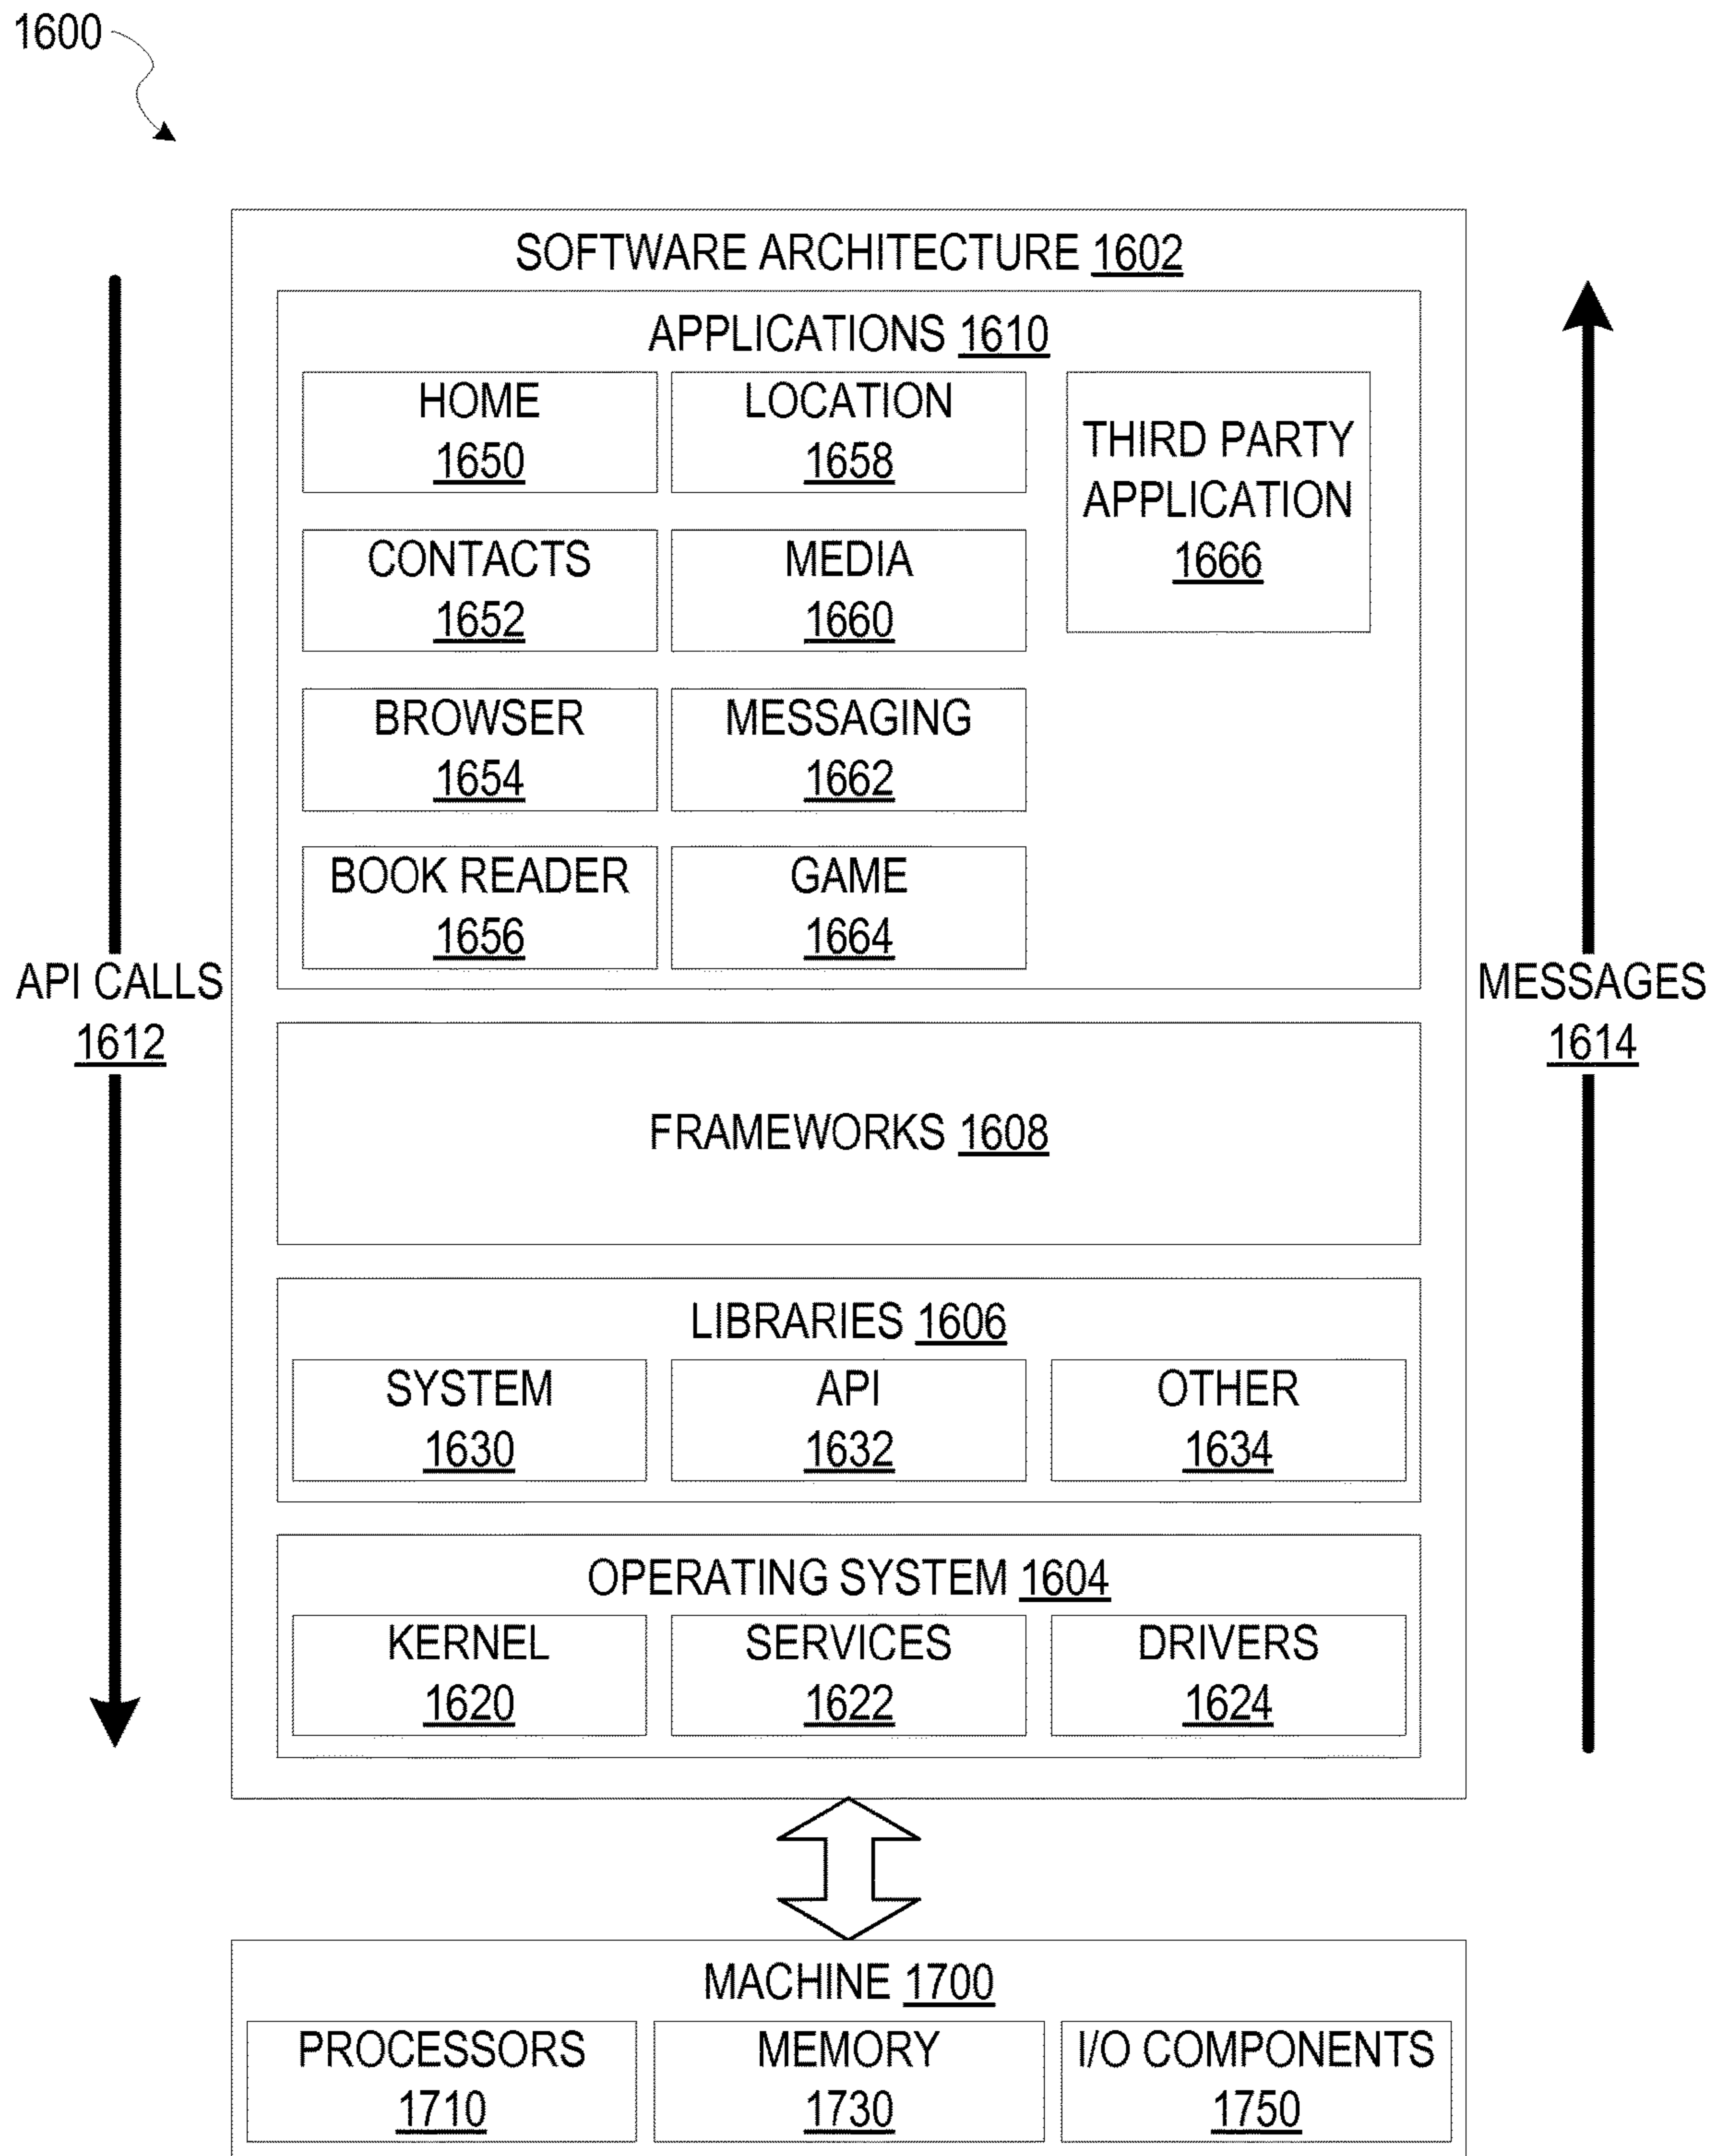 1600
SOFTWARE ARCHITECTURE 1602
APPLICATIONS 1610
HOME
1650
LOCATION
1658
THIRD PARTY
APPLICATION
1666
CONTACTS
1652
MEDIA
1660
BROWSER
1654
MESSAGING
1662
BOOK READER
1656
GAME
1664
API CALLS
1612
MESSAGES
1614
FRAMEWORKS 1608
LIBRARIES 1606
SYSTEM
1630
API
1632
OTHER
1634
OPERATING SYSTEM 1604
KERNEL
1620
SERVICES
1622
DRIVERS
1624
MACHINE 1700
PROCESSORS
1710
MEMORY
1730
I/O COMPONENTS
1750